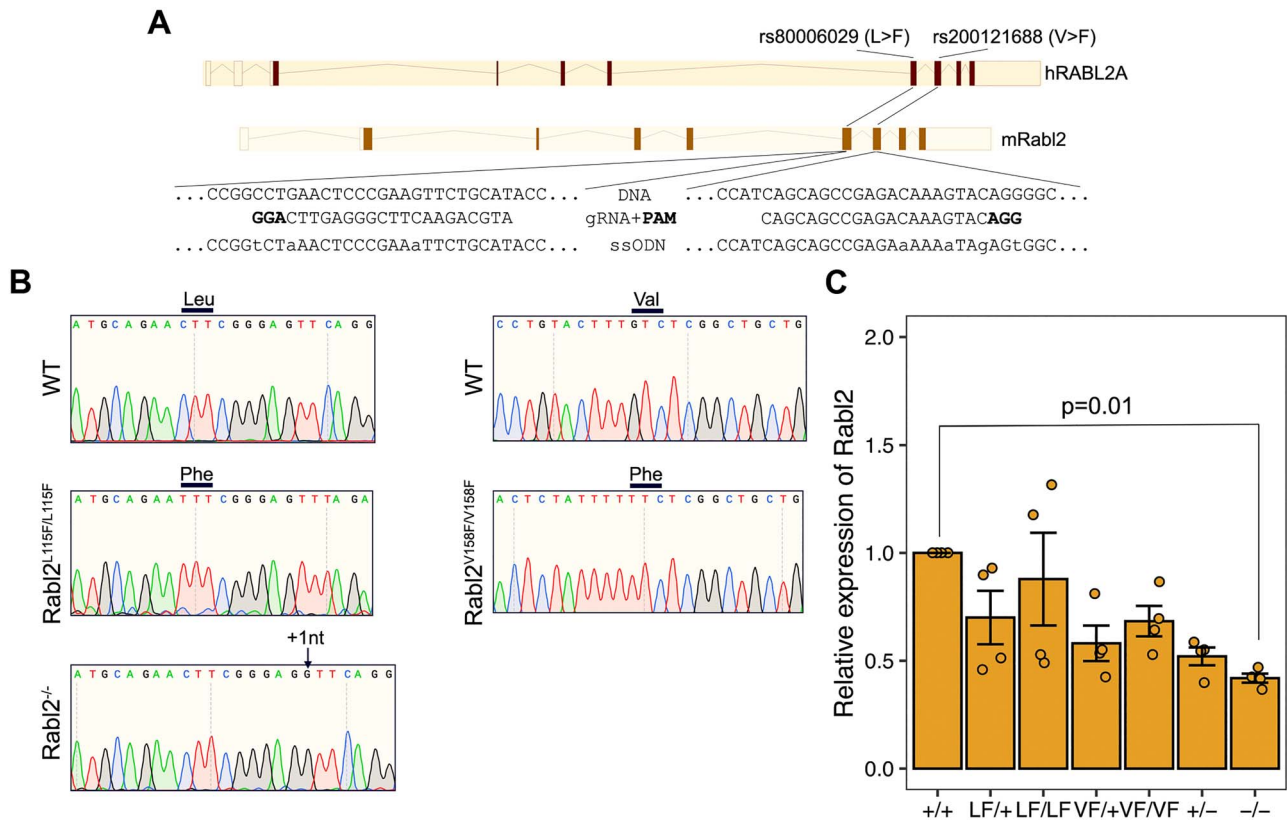 A
rs80006029 (L>F) rs200121688 (V>F)
hRABL2A
mRabl2
...CCGGCCTGAACTCCCGAAGTTCTGCATACC... DNA ...CCATCAGCAGCCGAGACAAAGTACAGGGGC...
GGACTTGAGGGCTTCAAGACGTA gRNA+PAM CAGCAGCCGAGACAAAGTACAGG
...CCGGtCTaAACTCCCGAAaTTCTGCATACC... ssODN ...CCATCAGCAGCCGAGAaAAAaTAgAGtGGC...
B
Leu
ATGCAGAACTTCGGGAGTTCAGG
WT
Val
CCTGTACTTTGTCTCGGCTGCTG
WT
Phe
ATGCAGAATTTCGGGAGTTTAGA
Rabl2L115F/L115F
Phe
ACTCTATTTTTTCTCGGCTGCTG
Rabl2V158F/V158F
+1nt
ATGCAGAACTTCGGGAGGTTCAGG
Rabl2-/-
C
Relative expression of Rabl2
2.0
1.5
1.0
0.5
0.0
p=0.01
+/+ LF/+ LF/LF VF/+ VF/VF +/− −/−